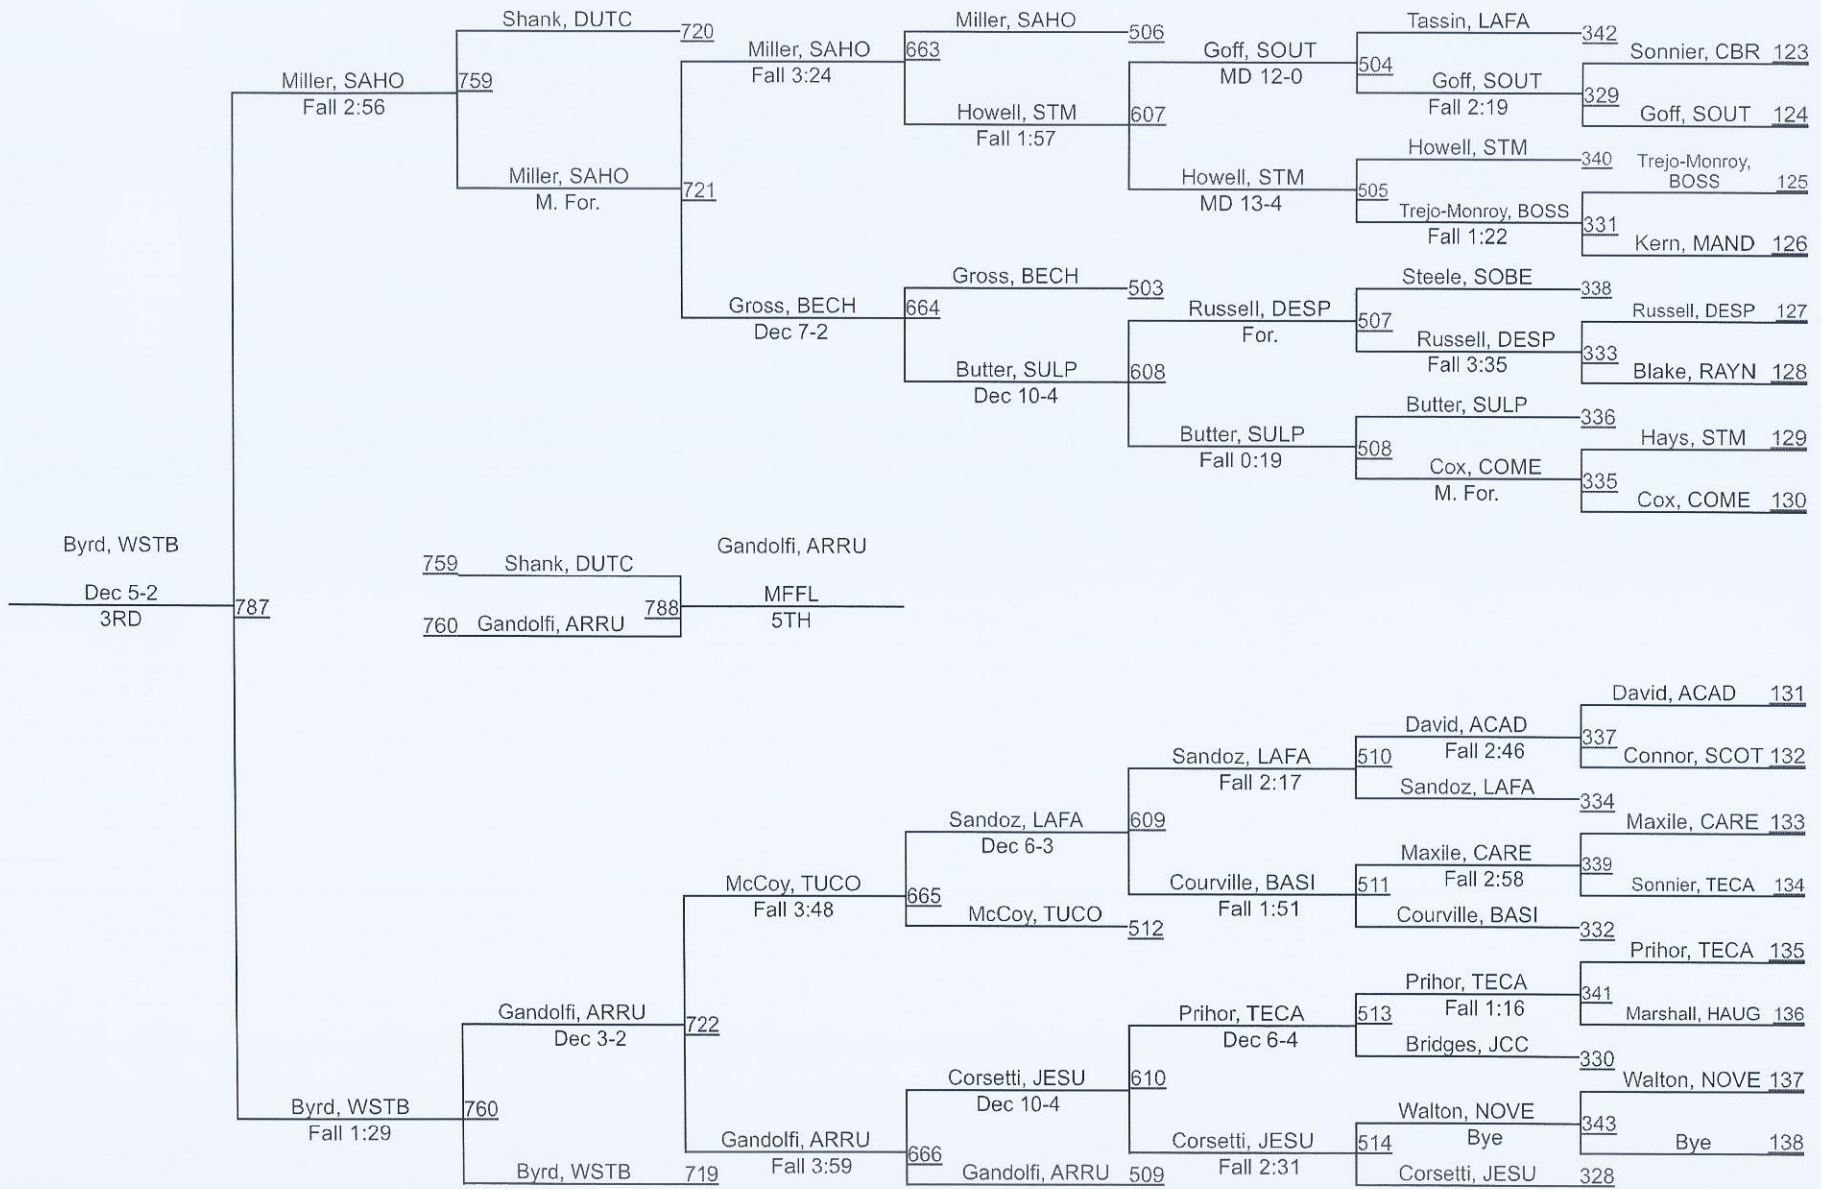 Shank, DUTC
720
Miller, SAHO
Fall 2:56
759
Miller, SAHO
M. For.
721
Miller, SAHO
Fall 3:24
663
Miller, SAHO
506
Howell, STM
Fall 1:57
607
Goff, SOUT
MD 12-0
504
Tassin, LAFA
342
Goff, SOUT
Fall 2:19
329
Sonnier, CBR 123
Goff, SOUT 124
Howell, STM
MD 13-4
505
Howell, STM
340
Trejo-Monroy, BOSS
Fall 1:22
331
Trejo-Monroy,
BOSS 125
Kern, MAND 126
Gross, BECH
Dec 7-2
664
Gross, BECH
503
Butter, SULP
Dec 10-4
608
Russell, DESP
For.
507
Steele, SOBE
338
Russell, DESP
Fall 3:35
333
Russell, DESP 127
Blake, RAYN 128
Butter, SULP
Fall 0:19
508
Butter, SULP
336
Cox, COME
M. For.
335
Hays, STM 129
Cox, COME 130
Byrd, WSTB
Dec 5-2
3RD
787
759 Shank, DUTC
760 Gandolfi, ARRU
788
Gandolfi, ARRU
MFFL
5TH
David, ACAD 131
David, ACAD
Fall 2:46
337
Connor, SCOT 132
Sandoz, LAFA
Fall 2:17
510
Sandoz, LAFA
334
Sandoz, LAFA
Dec 6-3
609
Maxile, CARE 133
Maxile, CARE
Fall 2:58
339
Sonnier, TECA 134
Courville, BASI
Fall 1:51
511
Courville, BASI
332
McCoy, TUCO
Fall 3:48
665
McCoy, TUCO
512
Prihor, TECA 135
Prihor, TECA
Fall 1:16
341
Marshall, HAUG 136
Prihor, TECA
Dec 6-4
513
Bridges, JCC
330
Gandolfi, ARRU
Dec 3-2
722
Corsetti, JESU
Dec 10-4
610
Walton, NOVE 137
Walton, NOVE
Bye
343
Bye 138
Byrd, WSTB
Fall 1:29
760
Gandolfi, ARRU
Fall 3:59
666
Corsetti, JESU
Fall 2:31
514
Byrd, WSTB
719
Gandolfi, ARRU
509
Corsetti, JESU
328